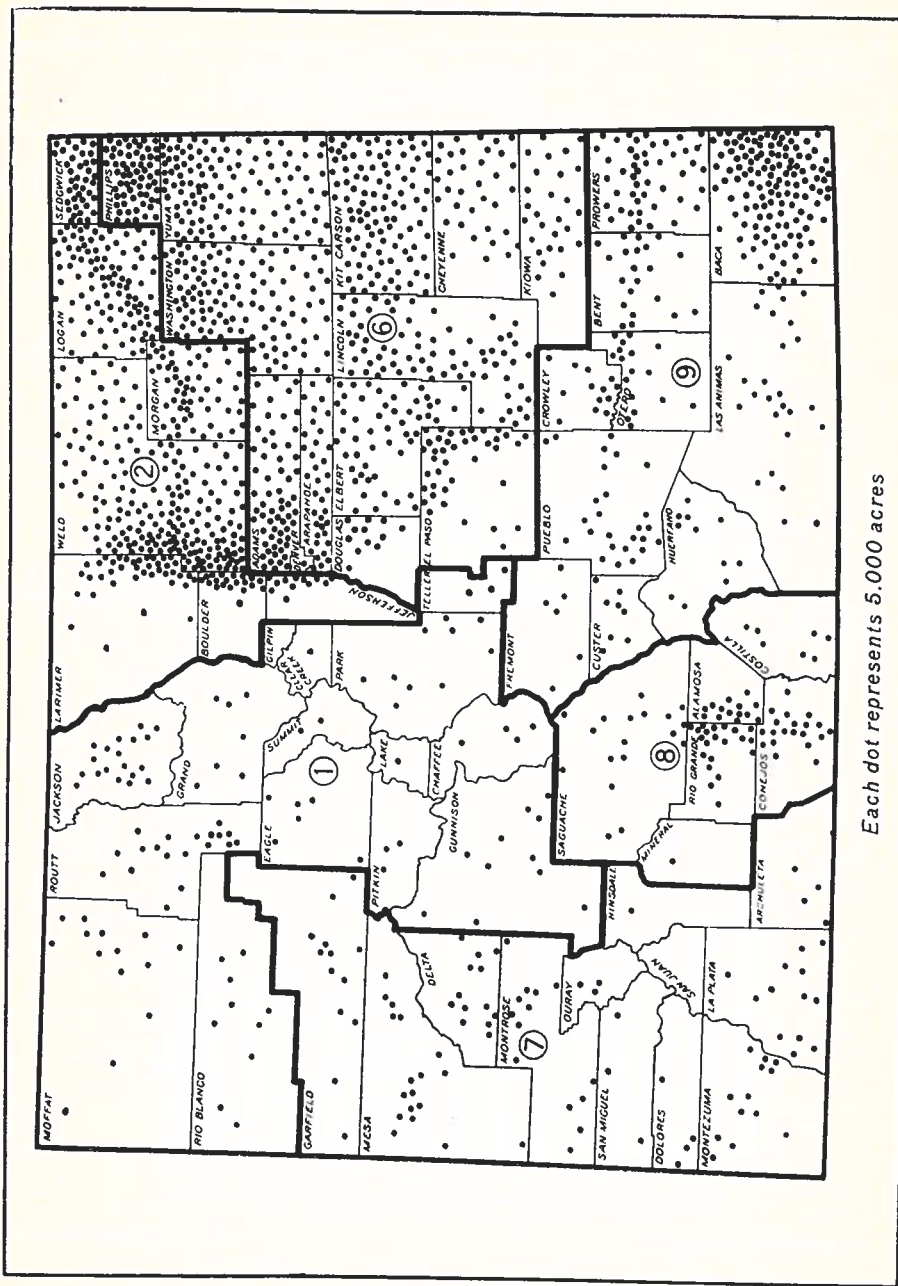 MOFFAT
ROUTT
JACKSON
LARIMER
WELD
LOGAN
SEDGWICK
PHILLIPS
RIO BLANCO
GRAND
BOULDER
MORGAN
WASHINGTON
YUMA
②
GARFIELD
EAGLE
SUMMIT
GILPIN
CLEAR CREEK
JEFFERSON
ADAMS
DENVER
ARAPAHOE
①
MESA
PITKIN
LAKE
PARK
DOUGLAS
ELBERT
LINCOLN
KIT CARSON
⑥
DELTA
GUNNISON
CHAFFEE
TELLER
EL PASO
CHEYENNE
KIOWA
MONTROSE
⑦
OURAY
SAGUACHE
FREMONT
CUSTER
PUEBLO
CROWLEY
OTERO
BENT
PROWERS
SAN MIGUEL
HINSDALE
MINERAL
⑧
RIO GRANDE
ALAMOSA
HUERFANO
⑨
DOLORES
SAN JUAN
MONTEZUMA
LA PLATA
ARCHULETA
CONEJOS
COSTILLA
LAS ANIMAS
BACA
Each dot represents 5,000 acres